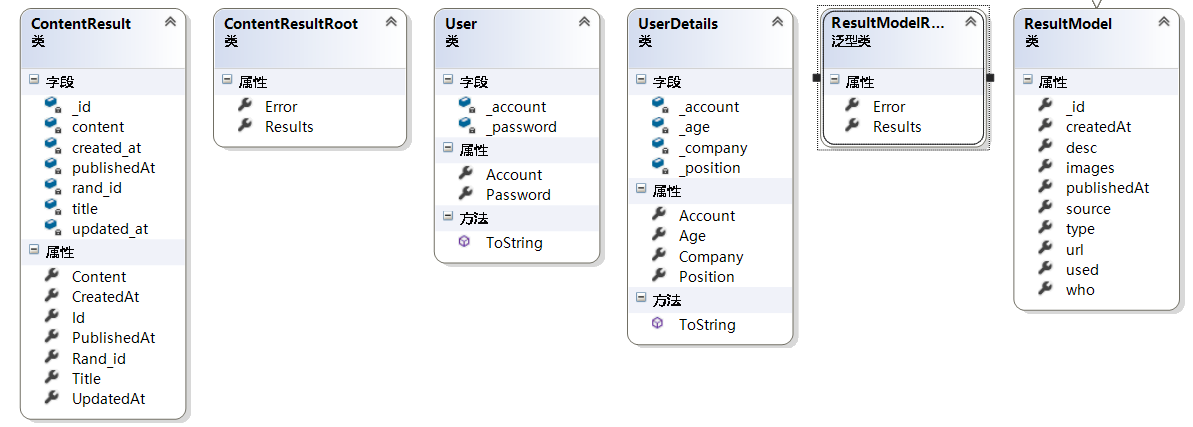 ContentResult
类
字段
_id
content
created_at
publishedAt
rand_id
title
updated_at
属性
Content
CreatedAt
Id
PublishedAt
Rand_id
Title
UpdatedAt
ContentResultRoot
类
属性
Error
Results
User
类
字段
_account
_password
属性
Account
Password
方法
ToString
UserDetails
类
字段
_account
_age
_company
_position
属性
Account
Age
Company
Position
方法
ToString
ResultModelR...
泛型类
属性
Error
Results
ResultModel
类
属性
_id
createdAt
desc
images
publishedAt
source
type
url
used
who